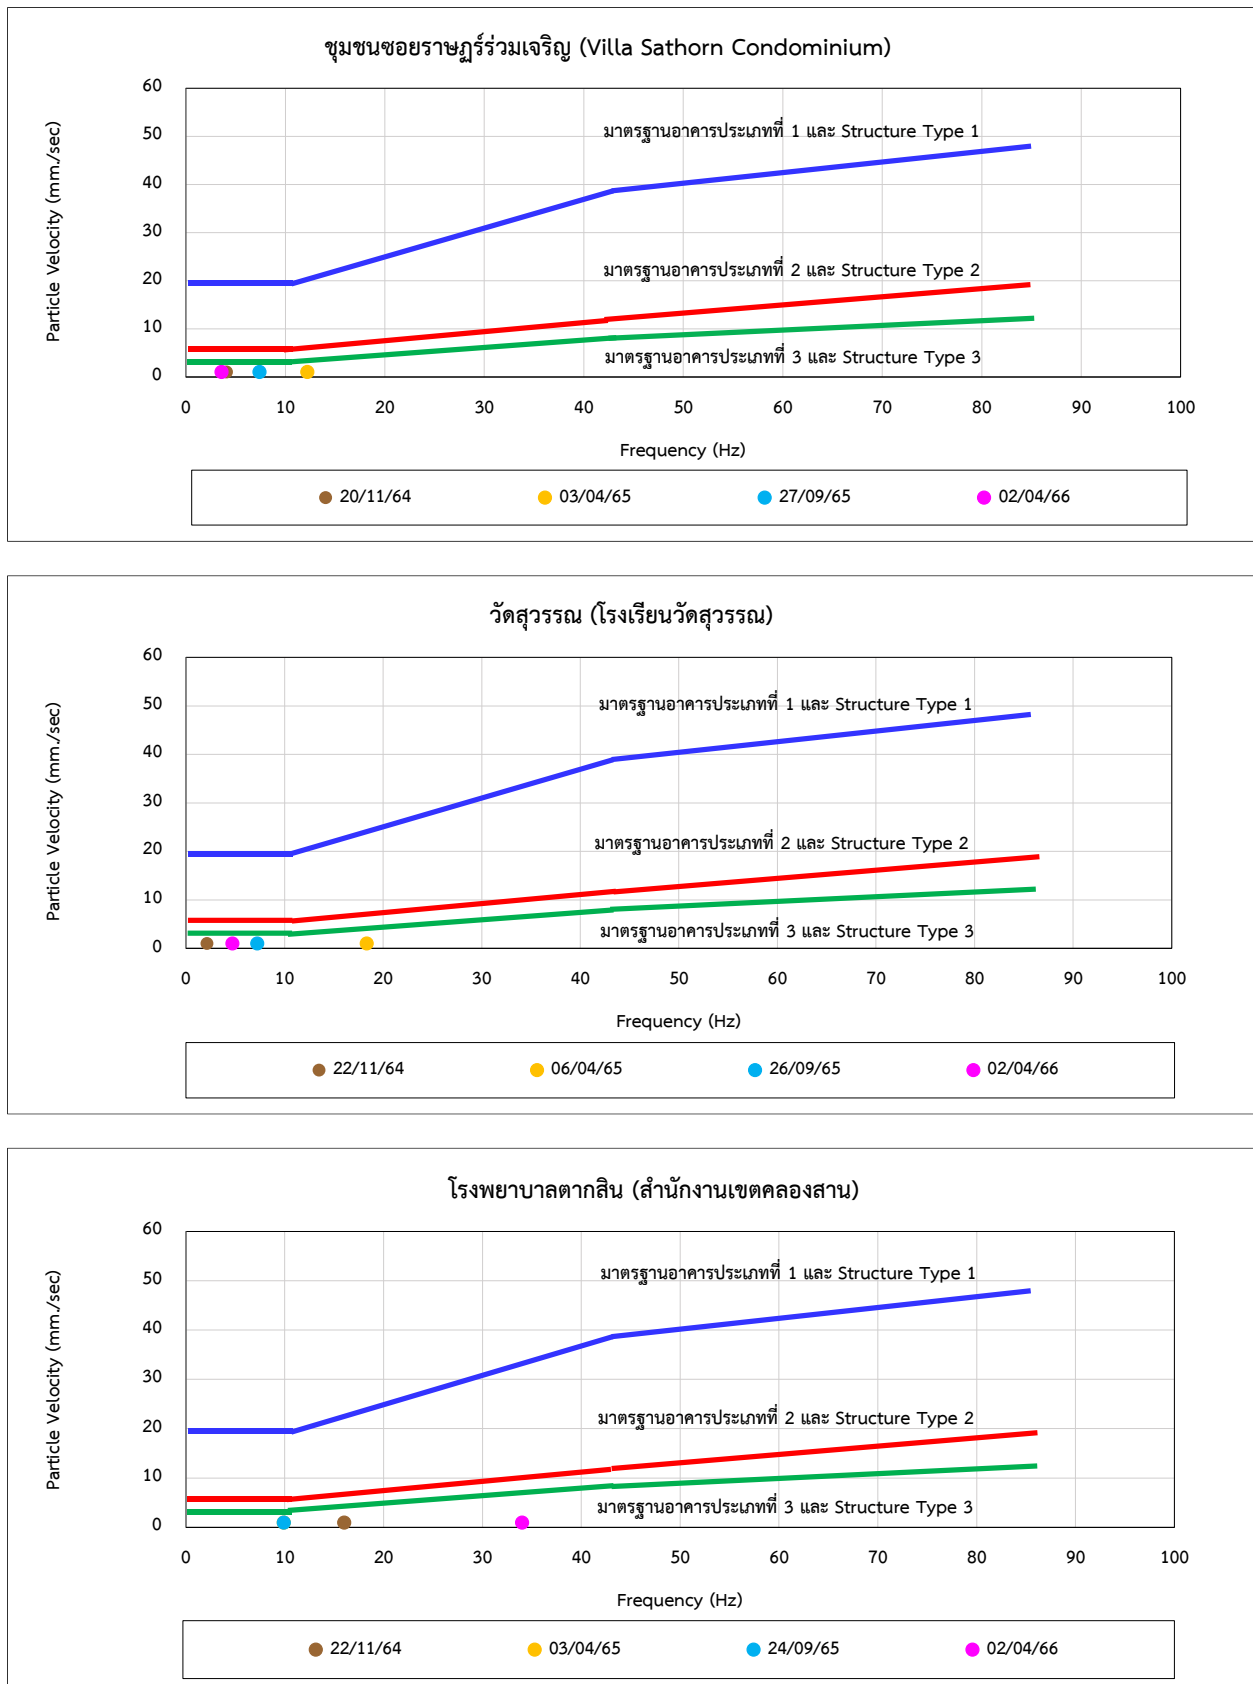 ชุมชนซอยราษฎร์ร่วมเจริญ (Villa Sathorn Condominium)
Particle Velocity (mm./sec)
60
50
40
30
20
10
0
มาตรฐานอาคารประเภทที่ 1 และ Structure Type 1
มาตรฐานอาคารประเภทที่ 2 และ Structure Type 2
มาตรฐานอาคารประเภทที่ 3 และ Structure Type 3
0 10 20 30 40 50 60 70 80 90 100
Frequency (Hz)
20/11/64 03/04/65 27/09/65 02/04/66
วัดสุวรรณ (โรงเรียนวัดสุวรรณ)
Particle Velocity (mm./sec)
60
50
40
30
20
10
0
มาตรฐานอาคารประเภทที่ 1 และ Structure Type 1
มาตรฐานอาคารประเภทที่ 2 และ Structure Type 2
มาตรฐานอาคารประเภทที่ 3 และ Structure Type 3
0 10 20 30 40 50 60 70 80 90 100
Frequency (Hz)
22/11/64 06/04/65 26/09/65 02/04/66
โรงพยาบาลตากสิน (สำนักงานเขตคลองสาน)
Particle Velocity (mm./sec)
60
50
40
30
20
10
0
มาตรฐานอาคารประเภทที่ 1 และ Structure Type 1
มาตรฐานอาคารประเภทที่ 2 และ Structure Type 2
มาตรฐานอาคารประเภทที่ 3 และ Structure Type 3
0 10 20 30 40 50 60 70 80 90 100
Frequency (Hz)
22/11/64 03/04/65 24/09/65 02/04/66